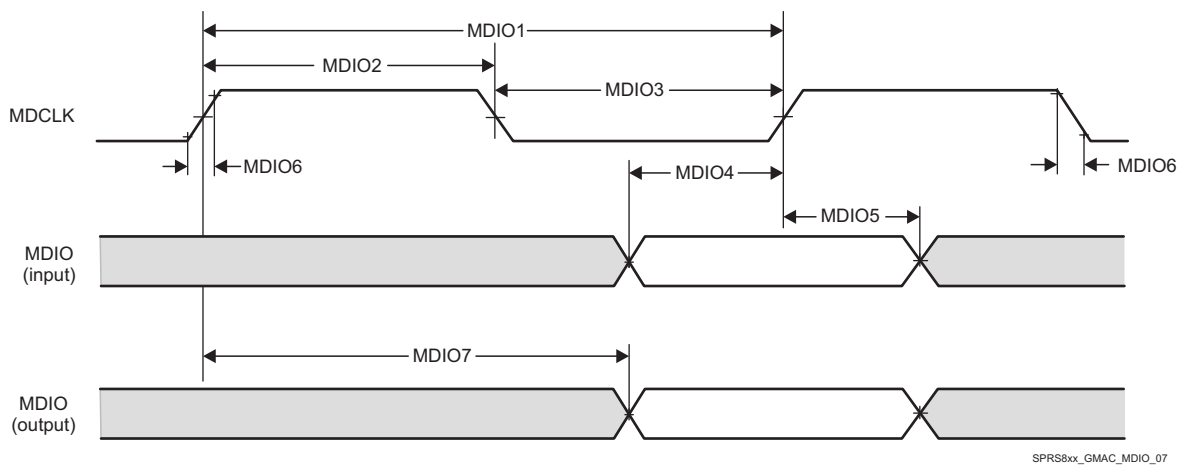 MDIO1
MDIO2
MDIO3
MDCLK
MDIO6
MDIO4
MDIO6
MDIO5
MDIO
(input)
MDIO7
MDIO
(output)
SPRS8xx_GMAC_MDIO_07